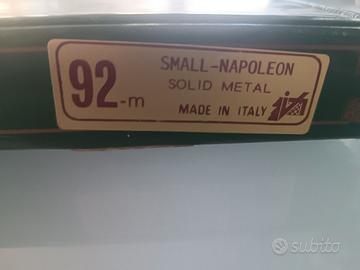 92-m
SMALL-NAPOLEON
SOLID METAL
MADE IN ITALY
subito